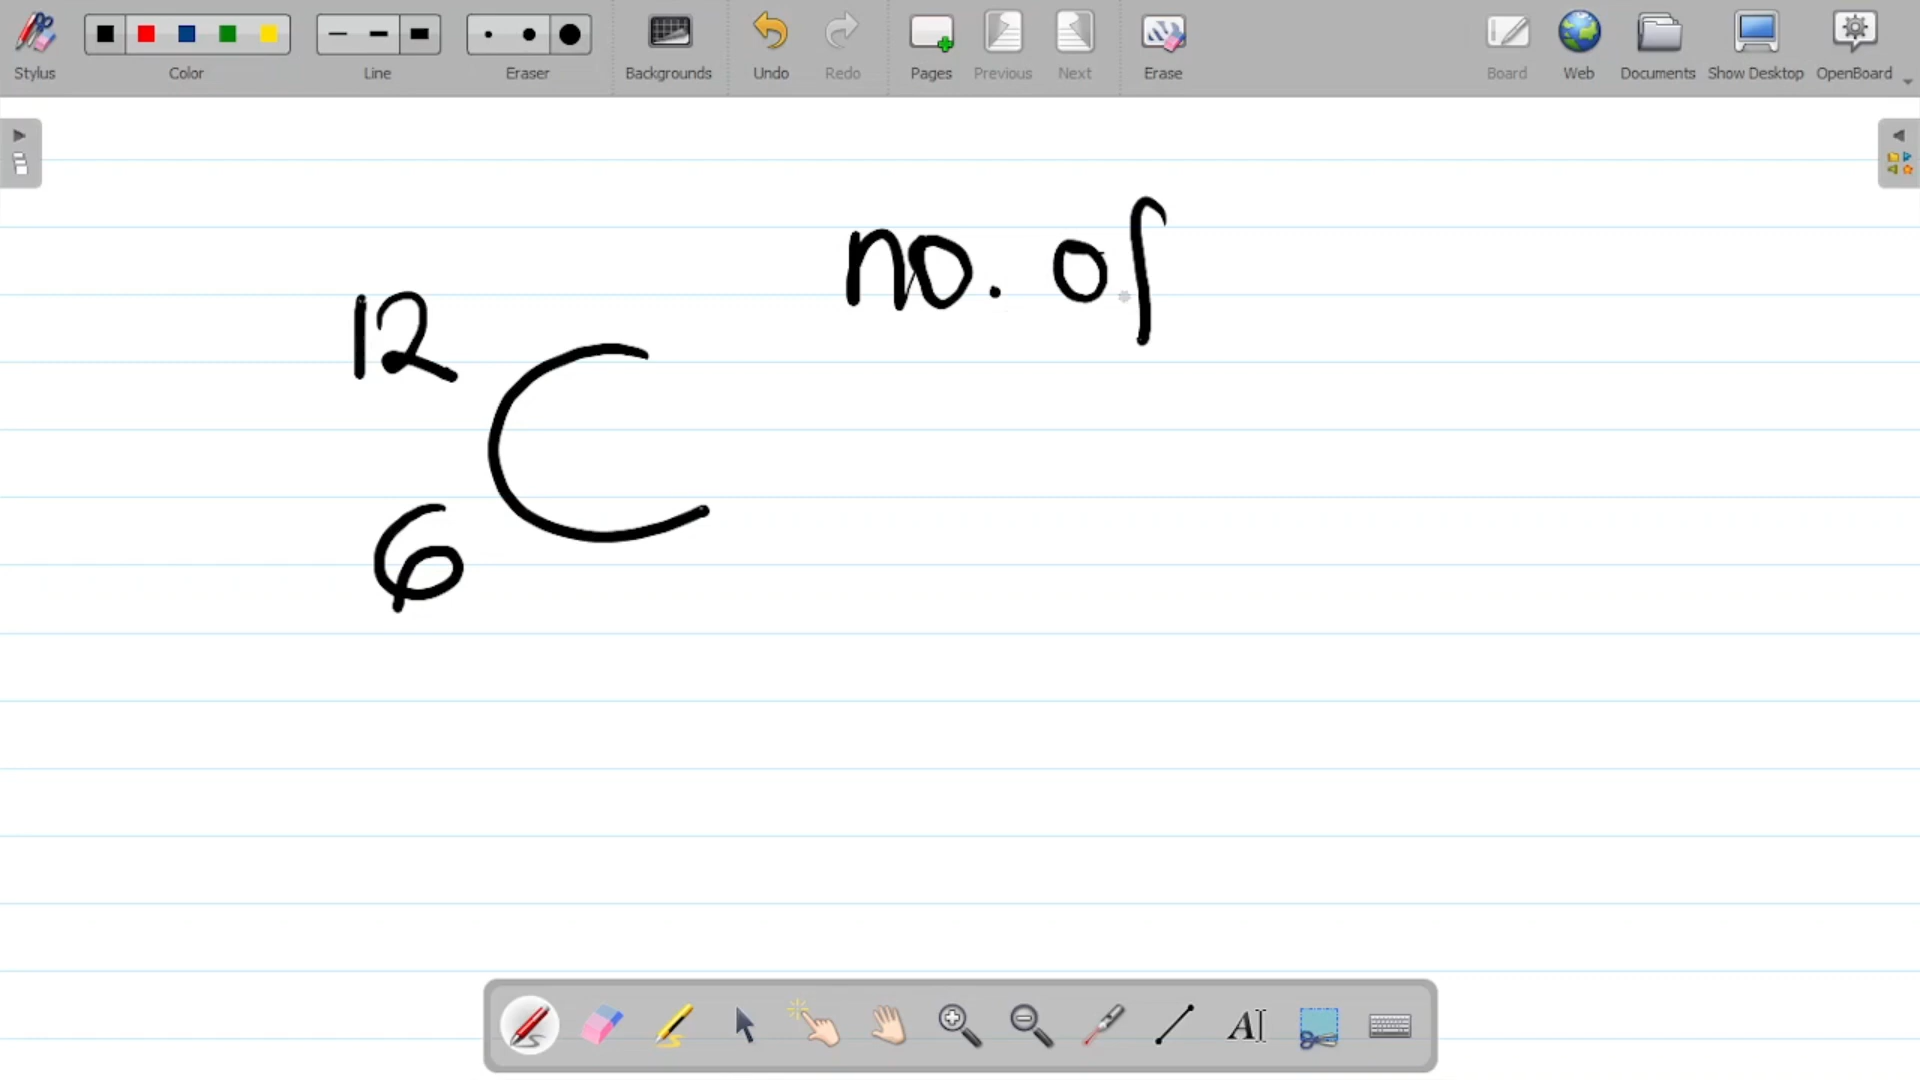 Stylus Color Line Eraser Backgrounds Undo Redo Pages Previous Next Erase Board Web Documents Show Desktop OpenBoard
no. of
12
C
6